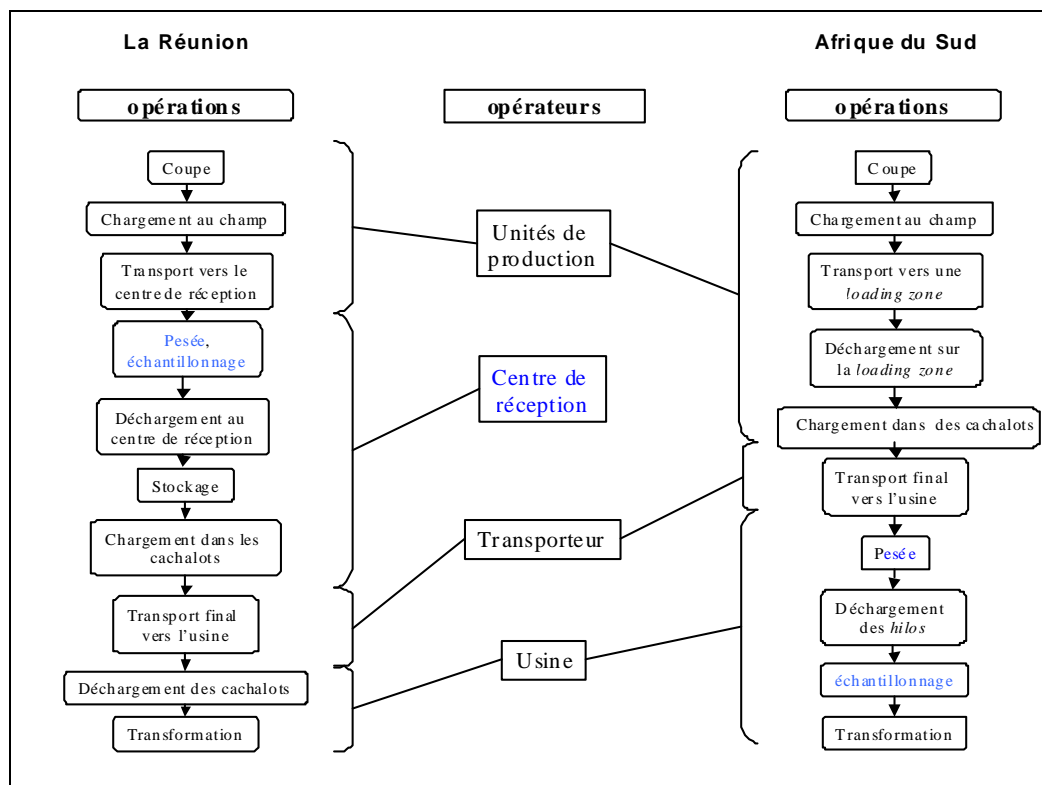 La Réunion
opérations
Coupe
Chargement au champ
Transport vers le
centre de réception
Pesée,
échantillonnage
Déchargement au
centre de réception
Stockage
Chargement dans les
cachalots
Transport final
vers l'usine
Déchargement des cachalots
Transformation
opérateurs
Unités de
production
Centre de
réception
Transporteur
Usine
Afrique du Sud
opérations
Coupe
Chargement au champ
Transport vers une
loading zone
Déchargement sur
la loading zone
Chargement dans des cachalots
Transport final
vers l'usine
Pesée
Déchargement
des hilos
échantillonnage
Transformation